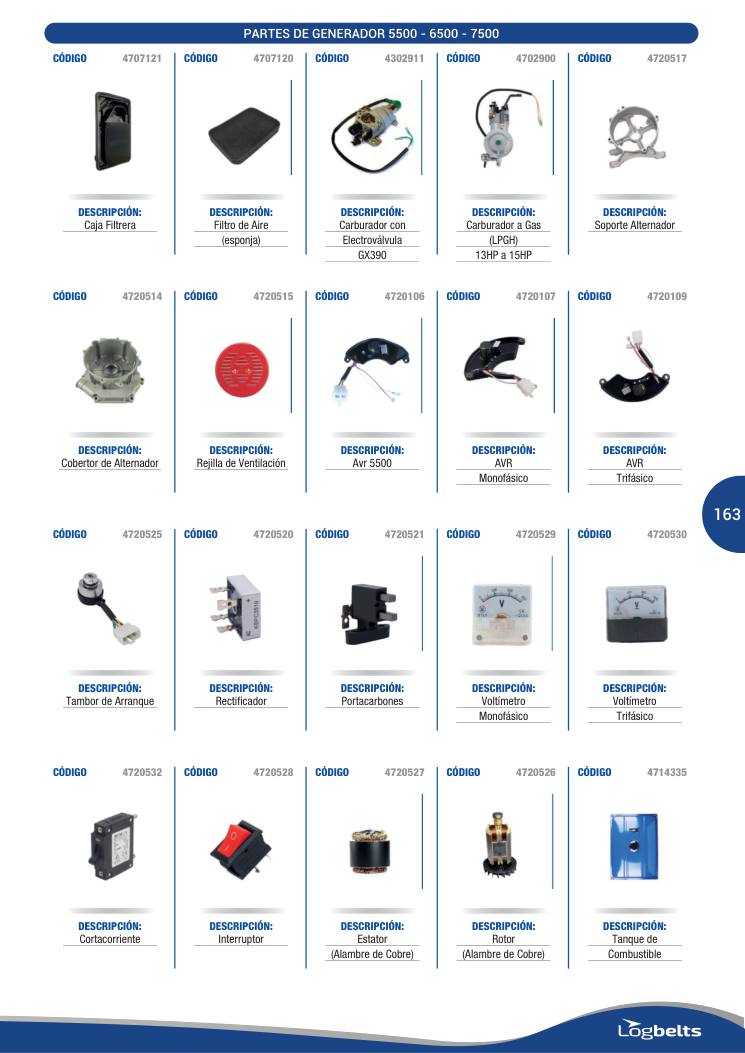 PARTES DE GENERADOR 5500 - 6500 - 7500
CÓDIGO 4707121
DESCRIPCIÓN:
Caja Filtrera
CÓDIGO 4707120
DESCRIPCIÓN:
Filtro de Aire
(esponja)
CÓDIGO 4302911
DESCRIPCIÓN:
Carburador con
Electroválvula
GX390
CÓDIGO 4702900
DESCRIPCIÓN:
Carburador a Gas
(LPGH)
13HP a 15HP
CÓDIGO 4720517
DESCRIPCIÓN:
Soporte Alternador
CÓDIGO 4720514
DESCRIPCIÓN:
Cobertor de Alternador
CÓDIGO 4720515
DESCRIPCIÓN:
Rejilla de Ventilación
CÓDIGO 4720106
DESCRIPCIÓN:
Avr 5500
CÓDIGO 4720107
DESCRIPCIÓN:
AVR
Monofásico
CÓDIGO 4720109
DESCRIPCIÓN:
AVR
Trifásico
163
CÓDIGO 4720525
DESCRIPCIÓN:
Tambor de Arranque
CÓDIGO 4720520
KBPC3510
DESCRIPCIÓN:
Rectificador
CÓDIGO 4720521
DESCRIPCIÓN:
Portacarbones
CÓDIGO 4720529
V
DESCRIPCIÓN:
Voltímetro
Monofásico
CÓDIGO 4720530
V
DESCRIPCIÓN:
Voltímetro
Trifásico
CÓDIGO 4720532
DESCRIPCIÓN:
Cortacorriente
CÓDIGO 4720528
DESCRIPCIÓN:
Interruptor
CÓDIGO 4720527
DESCRIPCIÓN:
Estator
(Alambre de Cobre)
CÓDIGO 4720526
DESCRIPCIÓN:
Rotor
(Alambre de Cobre)
CÓDIGO 4714335
DESCRIPCIÓN:
Tanque de
Combustible
Logbelts